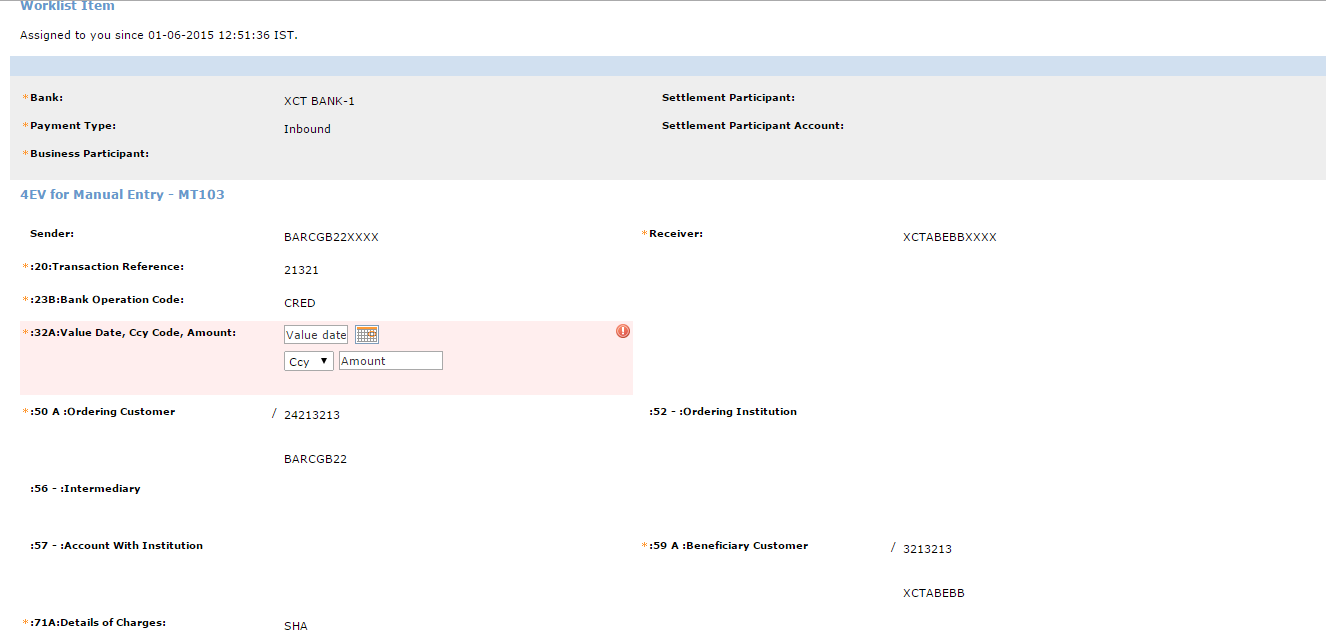 Worklist Item
Assigned to you since 01-06-2015 12:51:36 IST.
*Bank: XCT BANK-1 Settlement Participant:
*Payment Type: Inbound Settlement Participant Account:
*Business Participant:
4EV for Manual Entry - MT103
Sender: BARCGB22XXXX *Receiver: XCTABEBBXXXX
*:20:Transaction Reference: 21321
*:23B:Bank Operation Code: CRED
*:32A:Value Date, Ccy Code, Amount: Value date
Ccy Amount
*:50 A :Ordering Customer / 24213213 :52 - :Ordering Institution
BARCGB22
:56 - :Intermediary
:57 - :Account With Institution *:59 A :Beneficiary Customer / 3213213
XCTABEBB
*:71A:Details of Charges: SHA